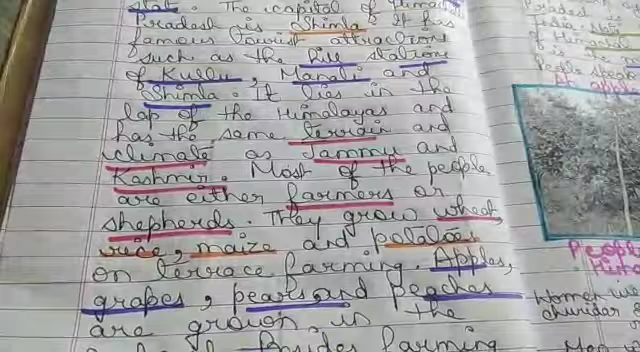 stat. The capital of Himachal
Pradesh is Shimla. It has
famous tourist attractions
such as the hill stations
of Kullu, Manali and
Shimla. It lies in the
lap of the Himalayas and
has the same terrain and
climate as Jammu and
Kashmir. Most of the people
are either farmers or
shepherds. They grow wheat,
rice, maize and potatoes
on terrace farming. Apples,
grapes, pears and peaches
are grown in the
Besides farming
Women
churidar